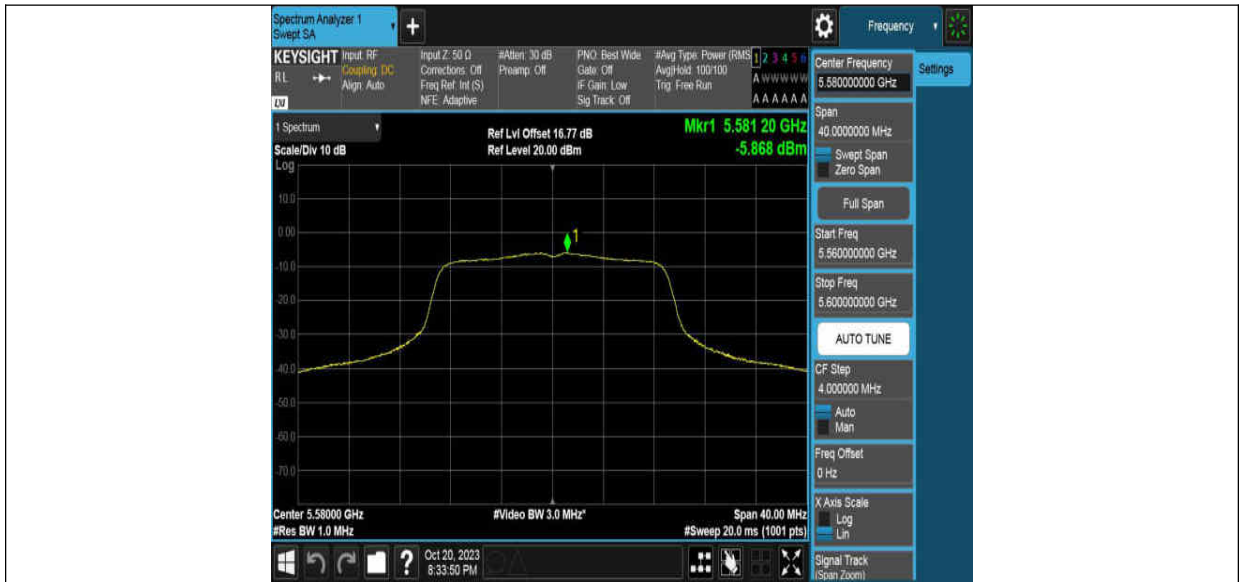 Spectrum Analyzer 1
Swept SA
Frequency
KEYSIGHT
RL
LXI
Input: RF
Coupling: DC
Align: Auto
Input Z: 50 Ω
Corrections: Off
Freq Ref: Int (S)
NFE: Adaptive
#Atten: 30 dB
Preamp: Off
PNO: Best Wide
Gate: Off
IF Gain: Low
Sig Track: Off
#Avg Type: Power (RMS
Avg|Hold: 100/100
Trig: Free Run
1 2 3 4 5 6
A W W W W W
A A A A A A
1 Spectrum
Scale/Div 10 dB
Log
Ref Lvl Offset 16.77 dB
Ref Level 20.00 dBm
Mkr1 5.581 20 GHz
-5.868 dBm
10.0
0.00
-10.0
-20.0
-30.0
-40.0
-50.0
-60.0
-70.0
1
Center 5.58000 GHz
#Res BW 1.0 MHz
#Video BW 3.0 MHz*
Span 40.00 MHz
#Sweep 20.0 ms (1001 pts)
?
Oct 20, 2023
8:33:50 PM
Center Frequency
5.580000000 GHz
Settings
Span
40.0000000 MHz
Swept Span
Zero Span
Full Span
Start Freq
5.560000000 GHz
Stop Freq
5.600000000 GHz
AUTO TUNE
CF Step
4.000000 MHz
Auto
Man
Freq Offset
0 Hz
X Axis Scale
Log
Lin
Signal Track
(Span Zoom)